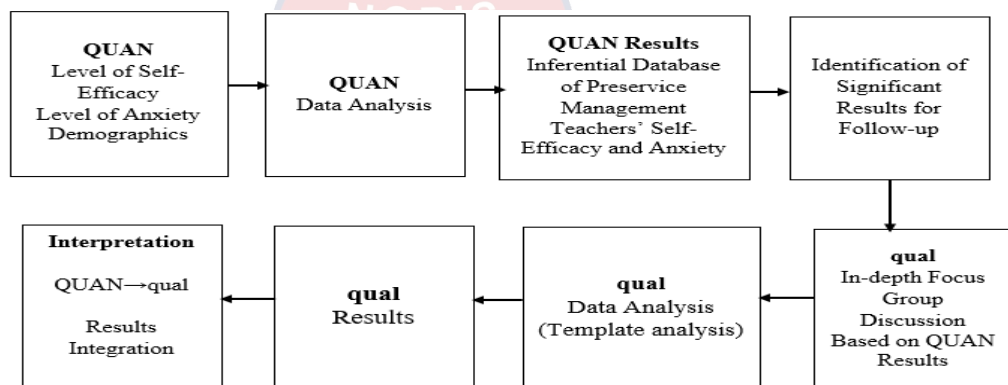 NOBIS
QUAN
Level of Self-
Efficacy
Level of Anxiety
Demographics
QUAN
Data Analysis
QUAN Results
Inferential Database
of Preservice
Management
Teachers’ Self-
Efficacy and Anxiety
Identification of
Significant
Results for
Follow-up
qual
In-depth Focus
Group
Discussion
Based on QUAN
Results
qual
Data Analysis
(Template analysis)
qual
Results
Interpretation
QUAN→qual
Results
Integration